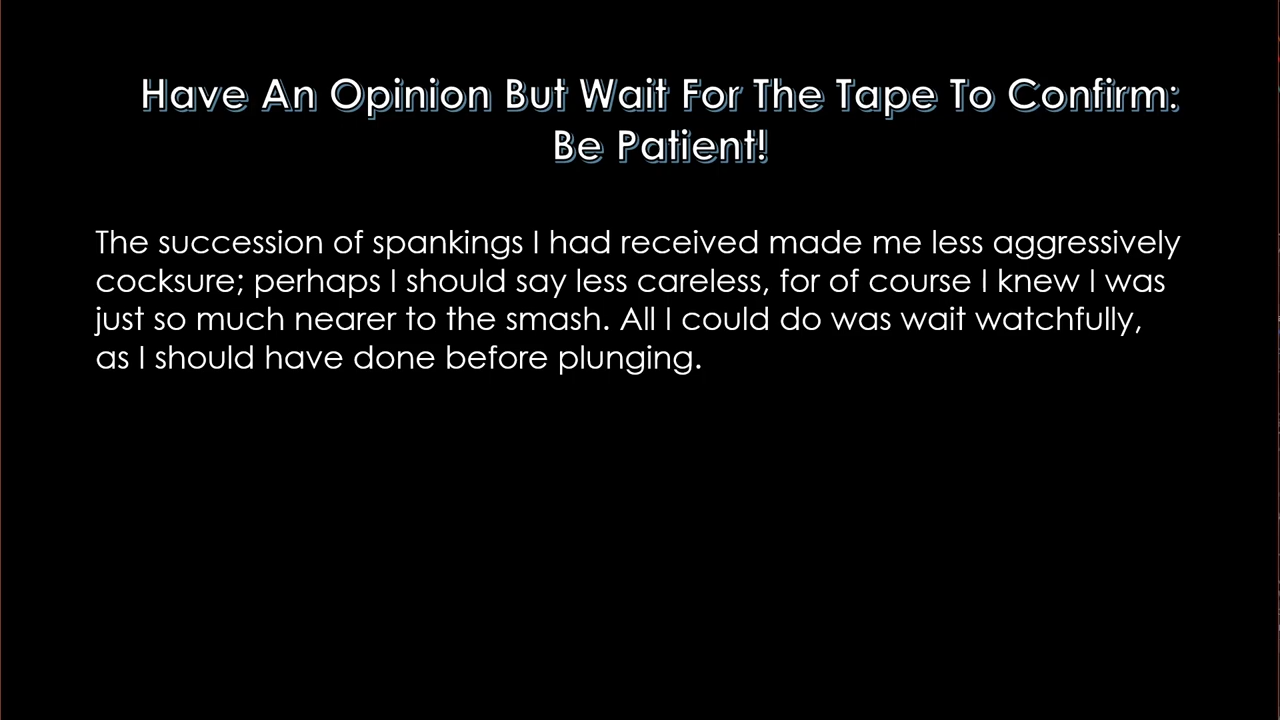 Have An Opinion But Wait For The Tape To Confirm:
Be Patient!
The succession of spankings I had received made me less aggressively
cocksure; perhaps I should say less careless, for of course I knew I was
just so much nearer to the smash. All I could do was wait watchfully,
as I should have done before plunging.